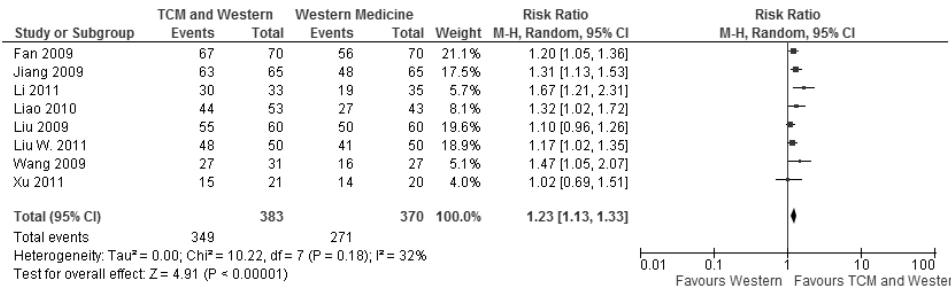 TCM and Western Western Medicine Risk Ratio Risk Ratio
Study or Subgroup Events Total Events Total Weight M-H, Random, 95% CI M-H, Random, 95% CI
Fan 2009 67 70 56 70 21.1% 1.20 [1.05, 1.36]
Jiang 2009 63 65 48 65 17.5% 1.31 [1.13, 1.53]
Li 2011 30 33 19 35 5.7% 1.67 [1.21, 2.31]
Liao 2010 44 53 27 43 8.1% 1.32 [1.02, 1.72]
Liu 2009 55 60 50 60 19.6% 1.10 [0.96, 1.26]
Liu W. 2011 48 50 41 50 18.9% 1.17 [1.02, 1.35]
Wang 2009 27 31 16 27 5.1% 1.47 [1.05, 2.07]
Xu 2011 15 21 14 20 4.0% 1.02 [0.69, 1.51]
Total (95% CI) 383 370 100.0% 1.23 [1.13, 1.33]
Total events 349 271
Heterogeneity: Tau² = 0.00; Chi² = 10.22, df = 7 (P = 0.18); I² = 32%
Test for overall effect: Z = 4.91 (P < 0.00001)
0.01 0.1 1 10 100
Favours Western Favours TCM and Wester